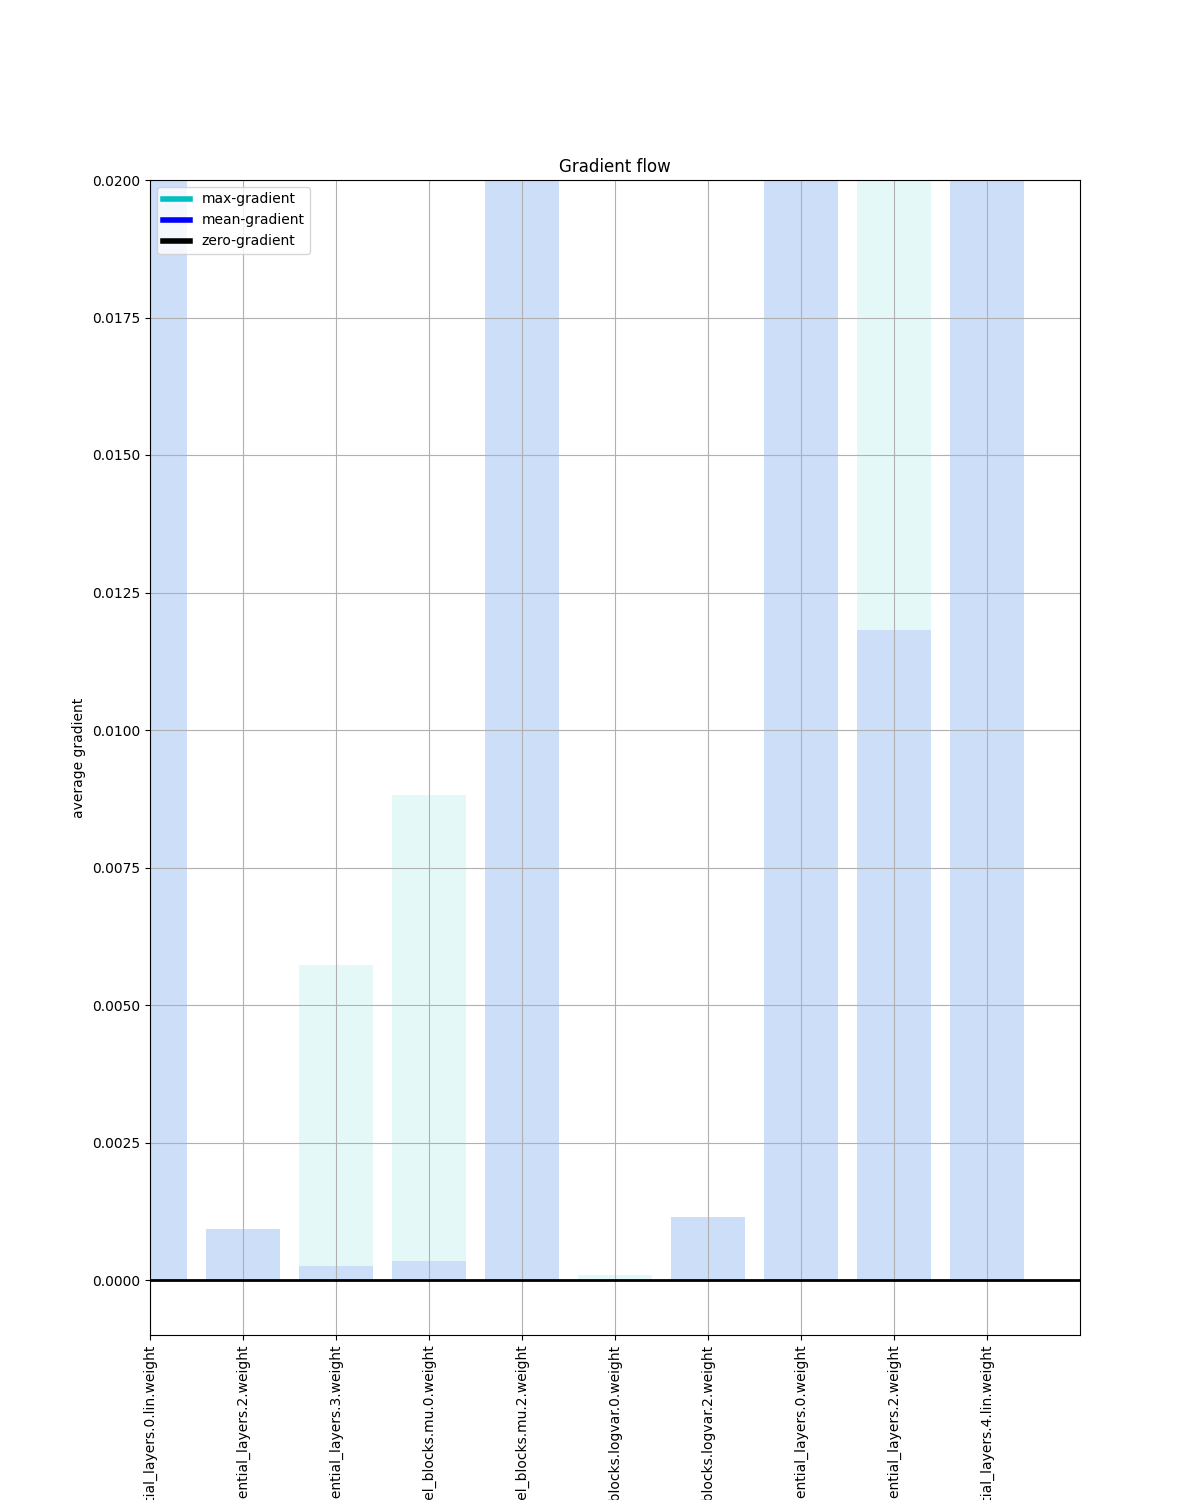 Gradient flow
max-gradient
mean-gradient
zero-gradient
0.0200
0.0175
0.0150
0.0125
0.0100
0.0075
0.0050
0.0025
0.0000
average gradient
tial_layers.0.lin.weight
ential_layers.2.weight
ential_layers.3.weight
el_blocks.mu.0.weight
el_blocks.mu.2.weight
blocks.logvar.0.weight
blocks.logvar.2.weight
ential_layers.0.weight
ential_layers.2.weight
tial_layers.4.lin.weight